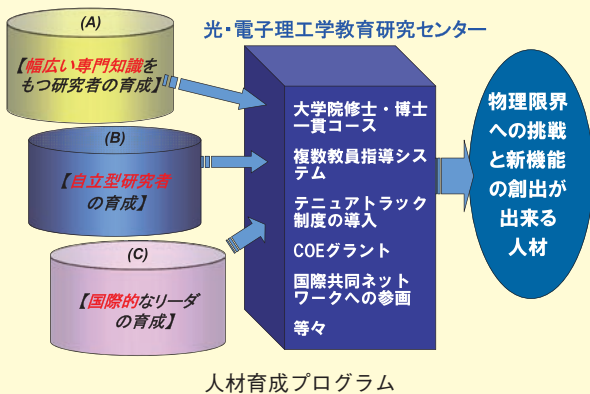 光・電子理工学教育研究センター
(A)
【幅広い専門知識を
もつ研究者の育成】
(B)
【自立型研究者
の育成】
(C)
【国際的なリーダ
の育成】
大学院修士・博士
一貫コース
複数教員指導シス
テム
テニュアトラック
制度の導入
COEグラント
国際共同ネット
ワークへの参画
等々
物理限界
への挑戦
と新機能
の創出が
出来る
人材
人材育成プログラム